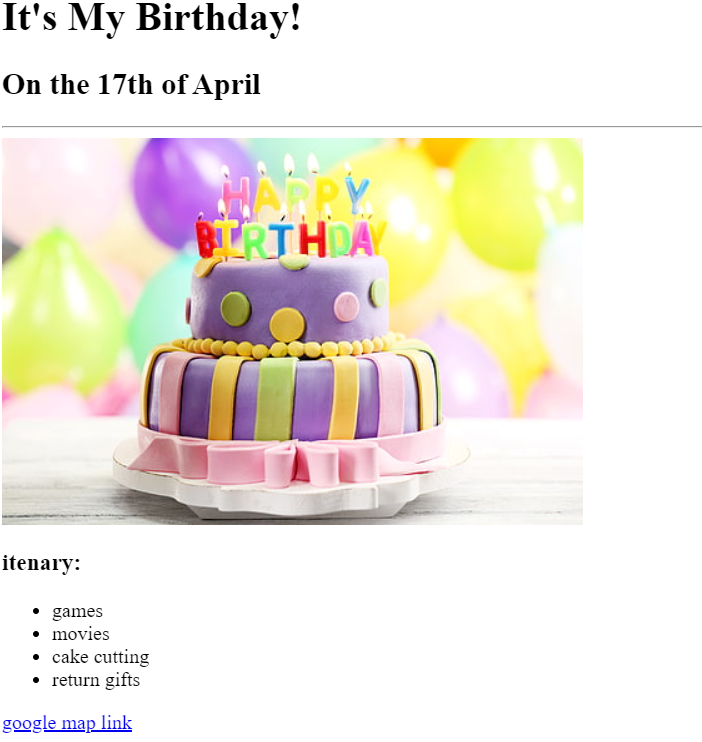 It's My Birthday!
On the 17th of April
HAPPY
BIRTHDAY
itenary:
games
movies
cake cutting
return gifts
google map link